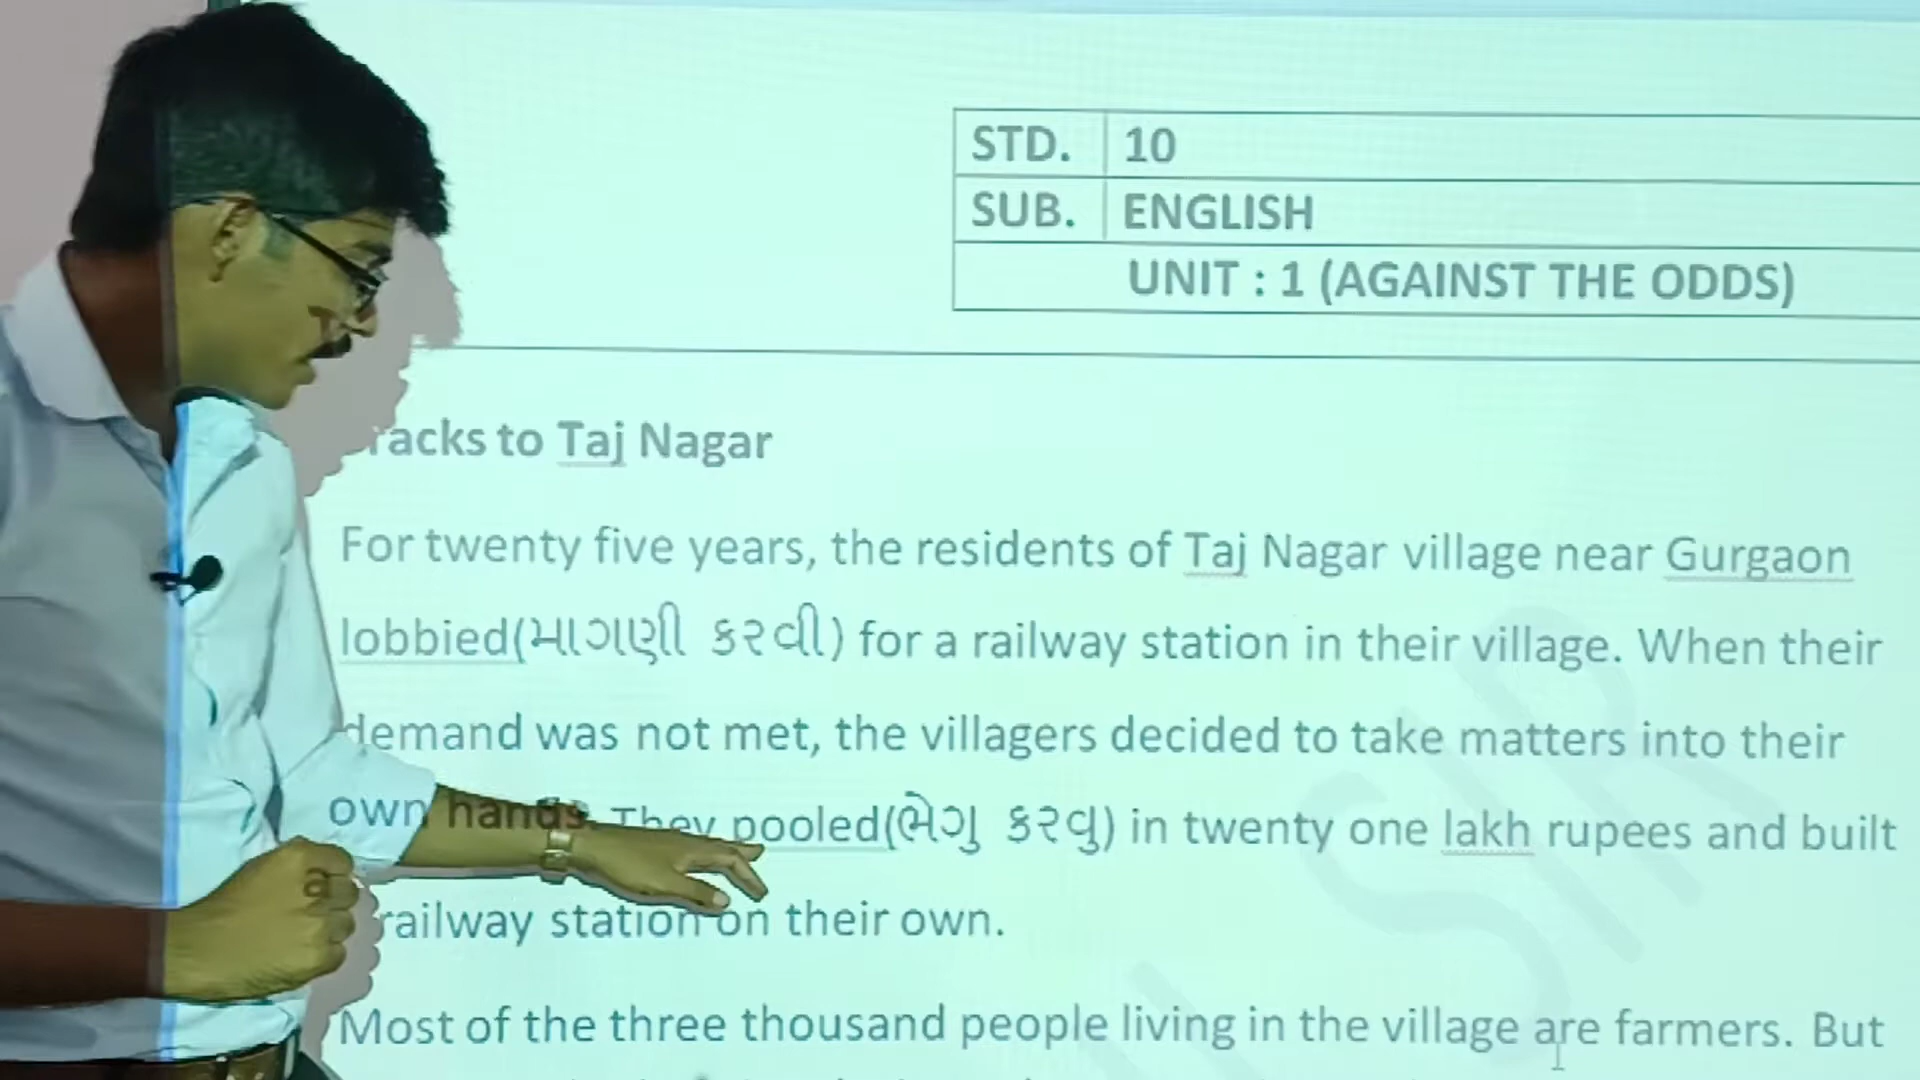 STD. 10
SUB. ENGLISH
UNIT : 1 (AGAINST THE ODDS)
racks to Taj Nagar
For twenty five years, the residents of Taj Nagar village near Gurgaon
lobbied(માગણી કરવી) for a railway station in their village. When their
demand was not met, the villagers decided to take matters into their
own hands. They pooled(ભેગુ કરવુ) in twenty one lakh rupees and built
a railway station on their own.
Most of the three thousand people living in the village are farmers. But
SIR